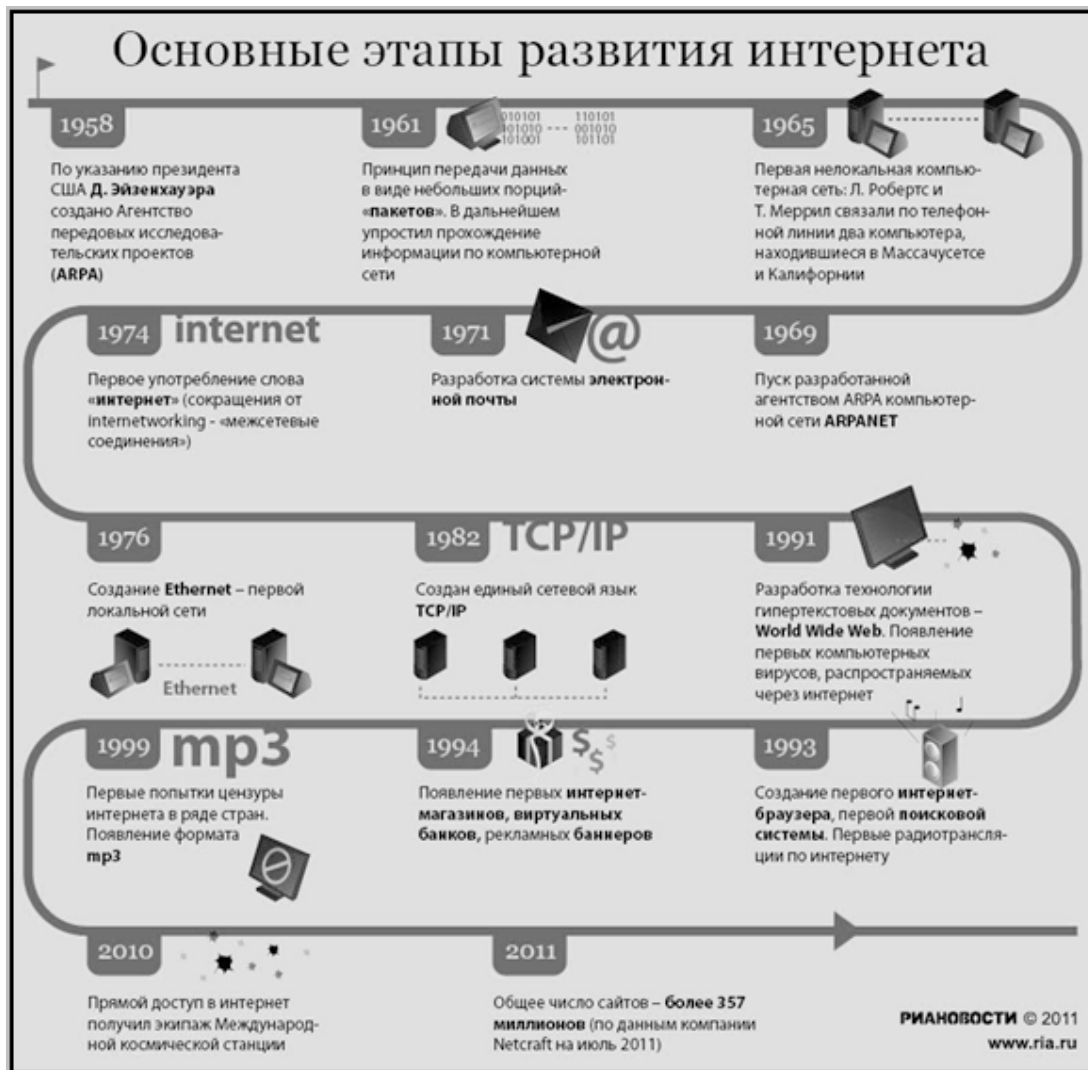 Основные этапы развития интернета
1958
По указанию президента
США Д. Эйзенхауэра
создано Агентство
передовых исследова-
тельских проектов
(ARPA)
1961
010101
001010
101001
---
110101
001010
101101
Принцип передачи данных
в виде небольших порций-
«пакетов». В дальнейшем
упростил прохождение
информации по компьютерной
сети
1965
Первая нелокальная компью-
терная сеть: Л. Робертс и
Т. Меррил связали по телефон-
ной линии два компьютера,
находившиеся в Массачусетсе
и Калифорнии
1969
Пуск разработанной
агентством ARPA компьютер-
ной сети ARPANET
1971
@
Разработка системы электрон-
ной почты
1974
internet
Первое употребление слова
«интернет» (сокращения от
internetworking - «межсетевые
соединения»)
1976
Создание Ethernet – первой
локальной сети
Ethernet
1982
TCP/IP
Создан единый сетевой язык
TCP/IP
1991
Разработка технологии
гипертекстовых документов –
World Wide Web. Появление
первых компьютерных
вирусов, распространяемых
через интернет
1993
Создание первого интернет-
браузера, первой поисковой
системы. Первые радиотрансля-
ции по интернету
1994
$ $ $
Появление первых интернет-
магазинов, виртуальных
банков, рекламных баннеров
1999
mp3
Первые попытки цензуры
интернета в ряде стран.
Появление формата
mp3
2010
Прямой доступ в интернет
получил экипаж Международ-
ной космической станции
2011
Общее число сайтов – более 357
миллионов (по данным компании
Netcraft на июль 2011)
РИАНОВОСТИ © 2011
www.ria.ru